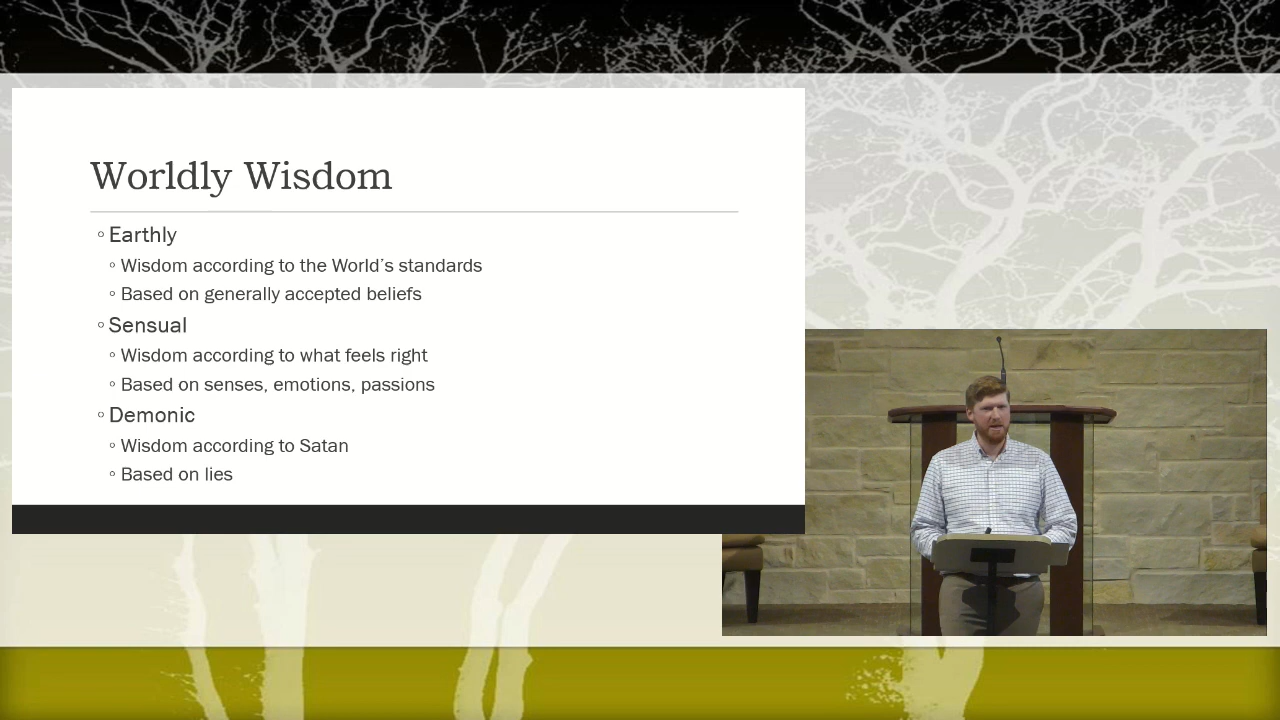 Worldly Wisdom
◦ Earthly
◦ Wisdom according to the World’s standards
◦ Based on generally accepted beliefs
◦ Sensual
◦ Wisdom according to what feels right
◦ Based on senses, emotions, passions
◦ Demonic
◦ Wisdom according to Satan
◦ Based on lies